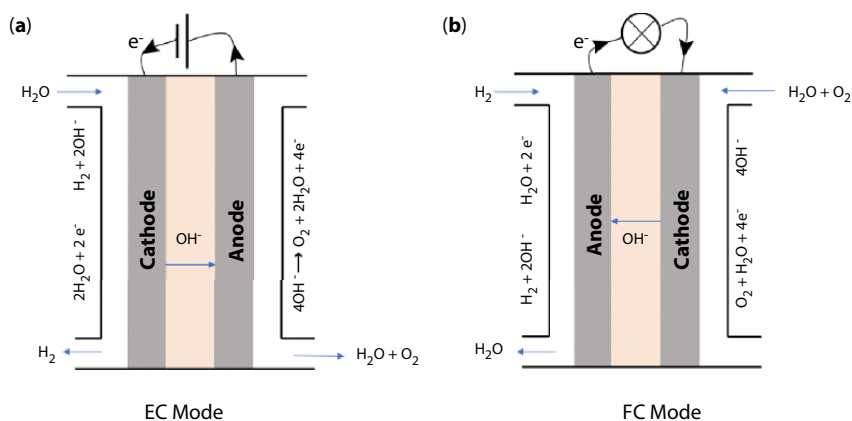 (a)
e⁻
H₂O
2H₂O + 2 e⁻ H₂ + 2OH⁻
Cathode
OH⁻
Anode
4OH⁻ → O₂ + 2H₂O + 4e⁻
H₂
H₂O + O₂
EC Mode
(b)
e⁻
H₂
H₂O + O₂
H₂ + 2OH⁻ H₂O + 2 e⁻
Anode
OH⁻
Cathode
O₂ + H₂O + 4e⁻ 4OH⁻
H₂O
FC Mode